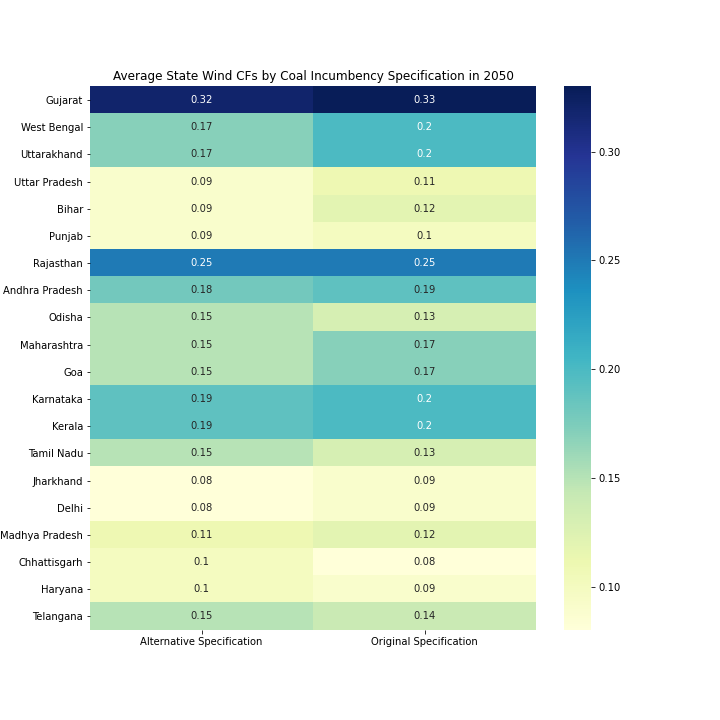 Average State Wind CFs by Coal Incumbency Specification in 2050
Gujarat 0.32 0.33
West Bengal 0.17 0.2
Uttarakhand 0.17 0.2
Uttar Pradesh 0.09 0.11
Bihar 0.09 0.12
Punjab 0.09 0.1
Rajasthan 0.25 0.25
Andhra Pradesh 0.18 0.19
Odisha 0.15 0.13
Maharashtra 0.15 0.17
Goa 0.15 0.17
Karnataka 0.19 0.2
Kerala 0.19 0.2
Tamil Nadu 0.15 0.13
Jharkhand 0.08 0.09
Delhi 0.08 0.09
Madhya Pradesh 0.11 0.12
Chhattisgarh 0.1 0.08
Haryana 0.1 0.09
Telangana 0.15 0.14
Alternative Specification Original Specification
0.30
0.25
0.20
0.15
0.10